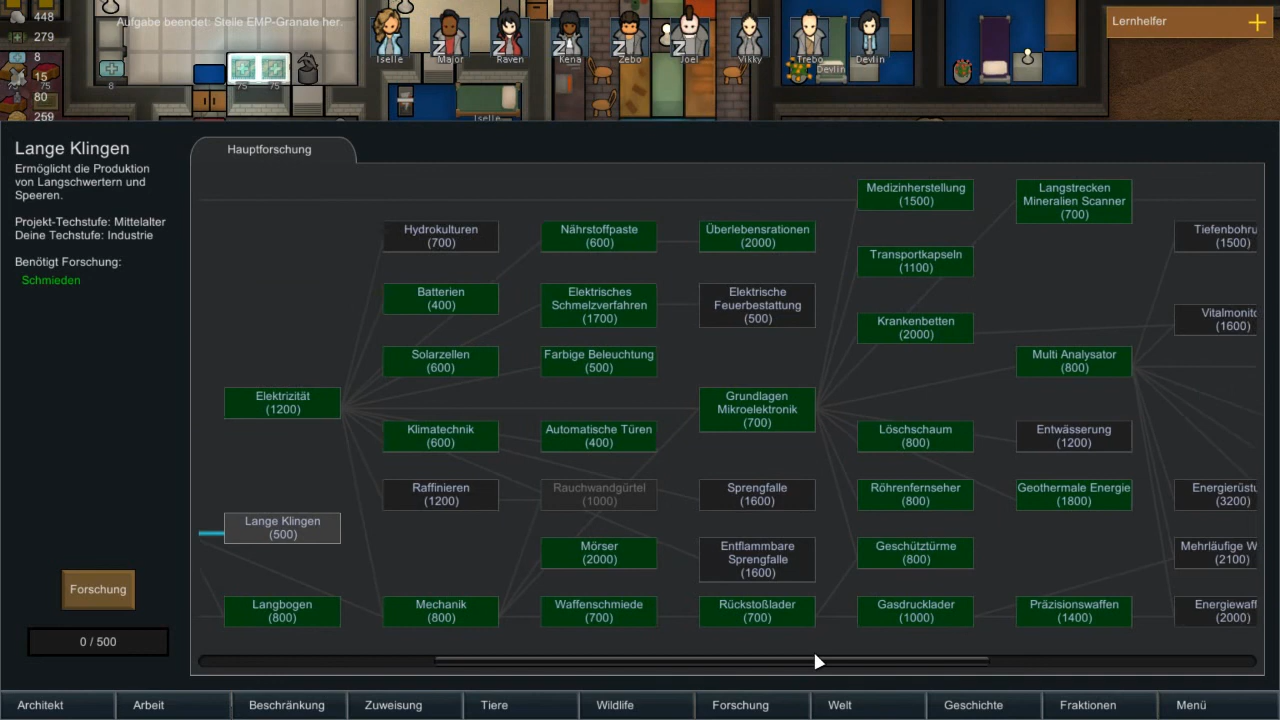 448
Aufgabe beendet: Stelle EMP-Granate her.
Lernhelfer
279
8
15
75
80
259
8
75
75
Iselle
Major
Raven
Kena
Zebo
Joel
Vikky
Trebo
Devlin
Devlin
Iselle
Z
Z
Z
Z
Z
Lange Klingen
Ermöglicht die Produktion
von Langschwertern und
Speeren.
Projekt-Techstufe: Mittelalter
Deine Techstufe: Industrie
Benötigt Forschung:
Schmieden
Forschung
0 / 500
Hauptforschung
Elektrizität
(1200)
Lange Klingen
(500)
Langbogen
(800)
Hydrokulturen
(700)
Batterien
(400)
Solarzellen
(600)
Klimatechnik
(600)
Raffinieren
(1200)
Mechanik
(800)
Nährstoffpaste
(600)
Elektrisches
Schmelzverfahren
(1700)
Farbige Beleuchtung
(500)
Automatische Türen
(400)
Rauchwandgürtel
(1000)
Mörser
(2000)
Waffenschmiede
(700)
Überlebensrationen
(2000)
Elektrische
Feuerbestattung
(500)
Grundlagen
Mikroelektronik
(700)
Sprengfalle
(1600)
Entflammbare
Sprengfalle
(1600)
Rückstoßlader
(700)
Medizinherstellung
(1500)
Transportkapseln
(1100)
Krankenbetten
(2000)
Löschschaum
(800)
Röhrenfernseher
(800)
Geschütztürme
(800)
Gasdrucklader
(1000)
Langstrecken
Mineralien Scanner
(700)
Multi Analysator
(800)
Entwässerung
(1200)
Geothermale Energie
(1800)
Präzisionswaffen
(1400)
Tiefenbohru
(1500)
Vitalmonito
(1600)
Energierüstu
(3200)
Mehrläufige W
(2100)
Energiewaff
(2000)
Architekt
Arbeit
Beschränkung
Zuweisung
Tiere
Wildlife
Forschung
Welt
Geschichte
Fraktionen
Menü